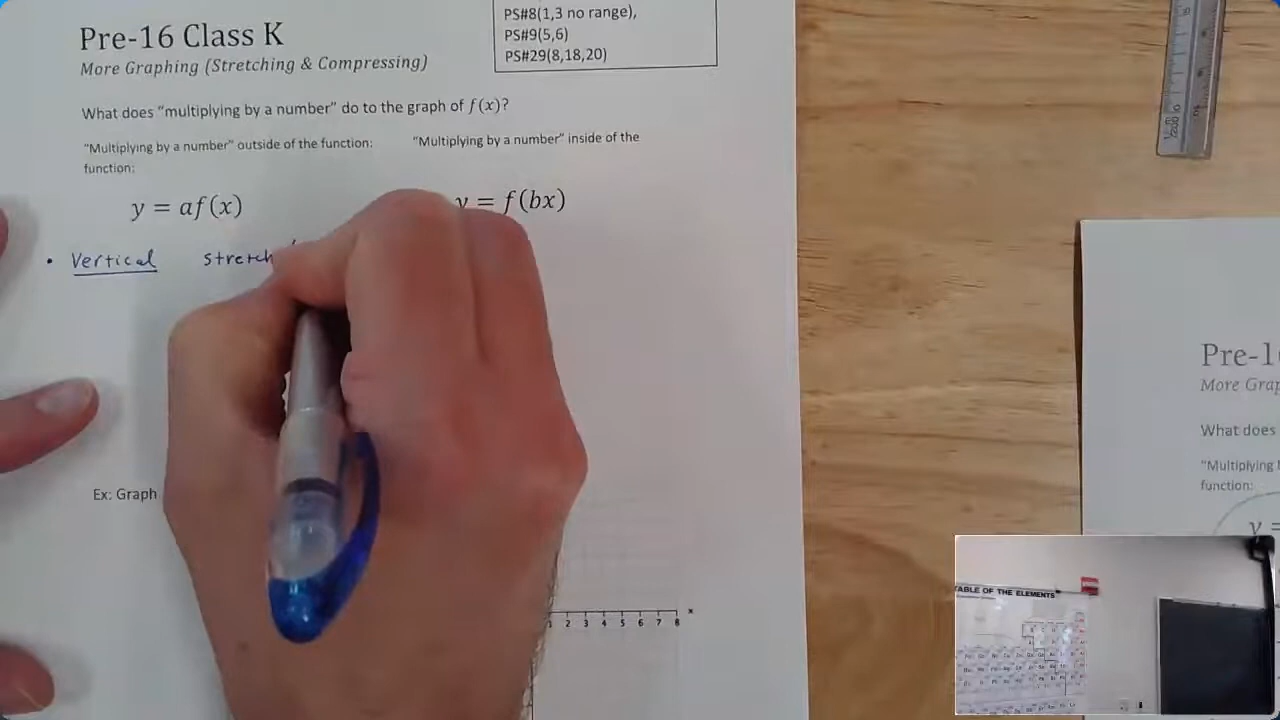 Pre-16 Class K
More Graphing (Stretching & Compressing)
PS#8(1,3 no range),
PS#9(5,6)
PS#29(8,18,20)
What does “multiplying by a number” do to the graph of f(x)?
“Multiplying by a number” outside of the function: “Multiplying by a number” inside of the
function:
y = af(x) y = f(bx)
• Vertical stretch
Ex: Graph
1 2 3 4 5 6 7 8 x
Pre-1
More Grap
What does
"Multiplying
function:
y =
TABLE OF THE ELEMENTS